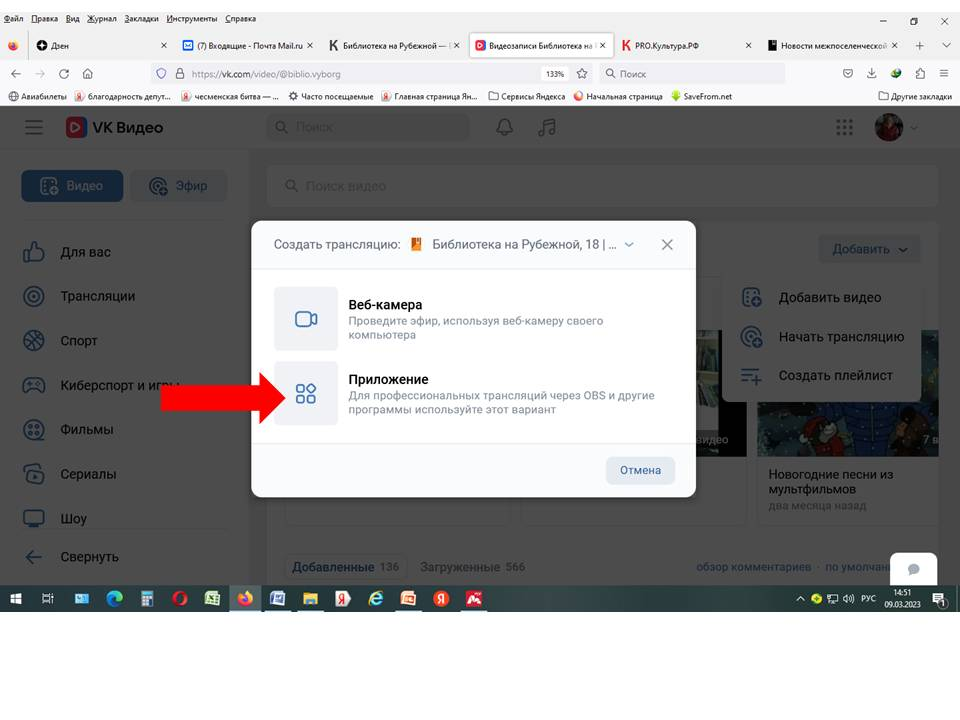 Файл Правка Вид Журнал Закладки Инструменты Справка
Дзен
(7) Входящие - Почта Mail.ru
Библиотека на Рубежной —
Видеозаписи Библиотека на
PRO.Культура.РФ
Новости межпоселенческой
https://vk.com/video/@biblio.vyborg
133%
Поиск
Авиабилеты
благодарность депут...
чесменская битва — ...
Часто посещаемые
Главная страница Ян...
Сервисы Яндекса
Начальная страница
SaveFrom.net
Другие закладки
VK Видео
Поиск
Видео
Эфир
Поиск видео
Для вас
Трансляции
Спорт
Киберспорт и игры
Фильмы
Сериалы
Шоу
Свернуть
Создать трансляцию: Библиотека на Рубежной, 18 | ...
Веб-камера
Проведите эфир, используя веб-камеру своего
компьютера
Приложение
Для профессиональных трансляций через OBS и другие
программы используйте этот вариант
Отмена
Добавить
Добавить видео
Начать трансляцию
Создать плейлист
видео
7 в
Новогодние песни из
мультфильмов
два месяца назад
Добавленные 136
Загруженные 566
обзор комментариев · по умолчан
РУС
14:51
09.03.2023
1